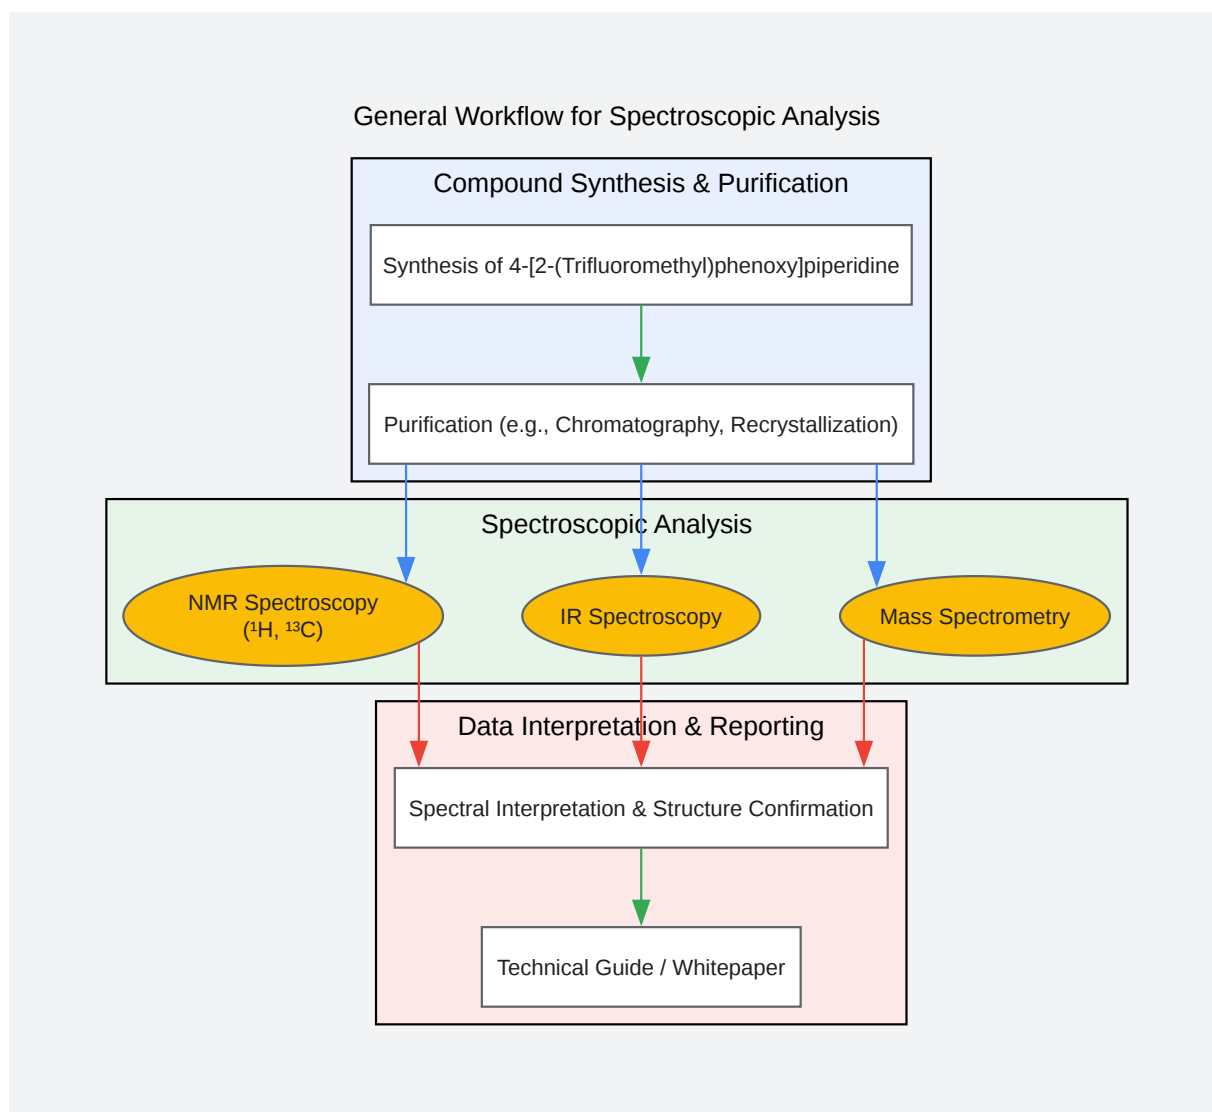 General Workflow for Spectroscopic Analysis
Compound Synthesis & Purification
Synthesis of 4-[2-(Trifluoromethyl)phenoxy]piperidine
Purification (e.g., Chromatography, Recrystallization)
Spectroscopic Analysis
NMR Spectroscopy
(¹H, ¹³C)
IR Spectroscopy
Mass Spectrometry
Data Interpretation & Reporting
Spectral Interpretation & Structure Confirmation
Technical Guide / Whitepaper